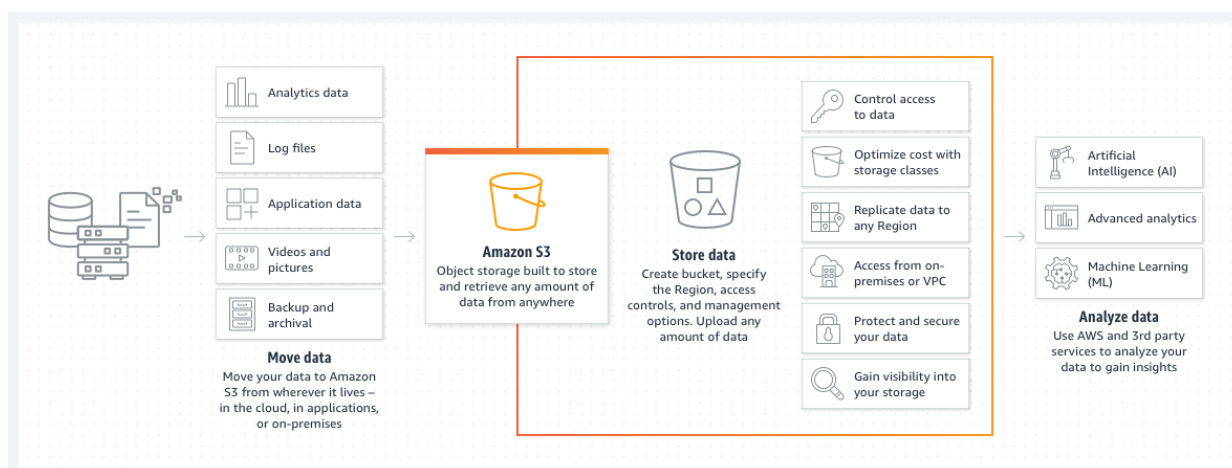 Analytics data
Log files
Application data
Videos and
pictures
Backup and
archival
Move data
Move your data to Amazon
S3 from wherever it lives –
in the cloud, in applications,
or on-premises
Amazon S3
Object storage built to store
and retrieve any amount of
data from anywhere
Store data
Create bucket, specify
the Region, access
controls, and management
options. Upload any
amount of data
Control access
to data
Optimize cost with
storage classes
Replicate data to
any Region
Access from on-
premises or VPC
Protect and secure
your data
Gain visibility into
your storage
Artificial
Intelligence (AI)
Advanced analytics
Machine Learning
(ML)
Analyze data
Use AWS and 3rd party
services to analyze your
data to gain insights